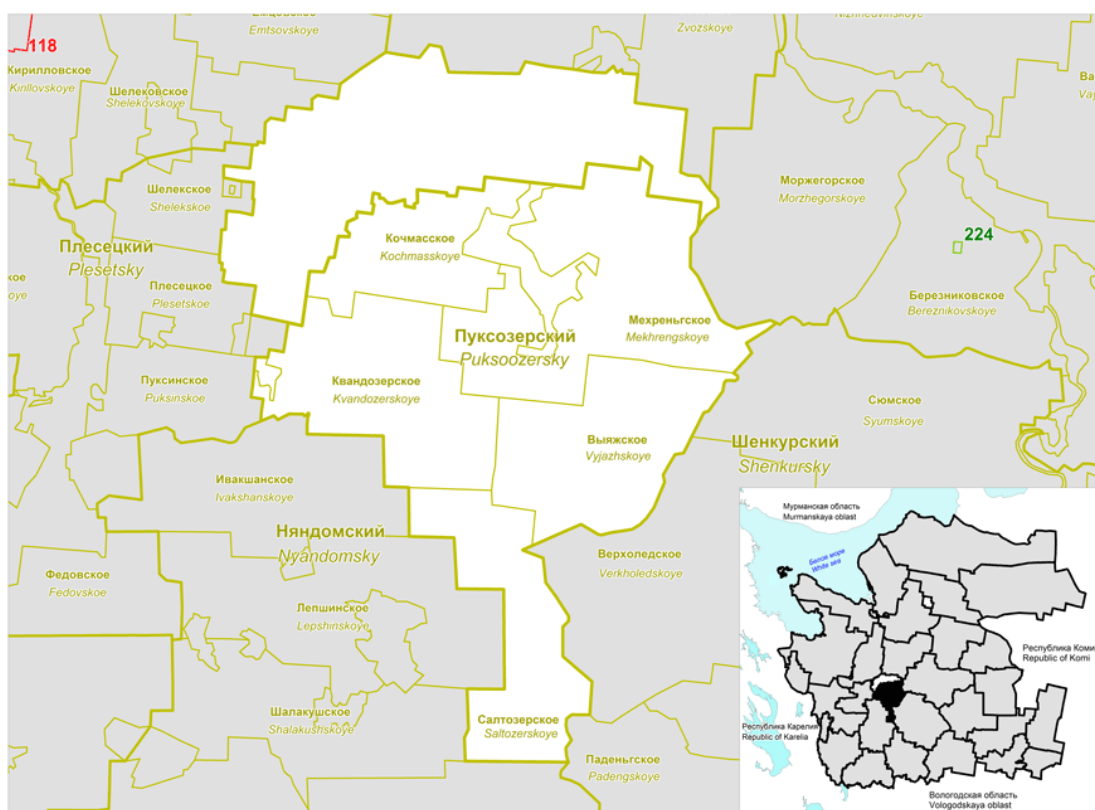 Emtsovskoye
Zvozskoye
118
Кирилловское
Kirillovskoye
Шелековское
Shelekovskoye
Моржегорское
Morzhegorskoye
Шелекское
Shelekskoe
224
Плесецкий
Plesetsky
Кочмасское
Kochmasskoye
Плесецкое
Plesetskoe
Березниковское
Bereznikovskoye
Мехреньгское
Mekhrengskoye
Пуксозерский
Puksoozersky
Пуксинское
Puksinskoe
Квандозерское
Kvandozerskoye
Сюмское
Syumskoye
Выяжское
Vyjazhskoye
Шенкурский
Shenkursky
Ивакшанское
Ivakshanskoye
Няндомский
Nyandomsky
Верхоледское
Verkholedskoye
Федовское
Fedovskoe
Лепшинское
Lepshinskoye
Шалакушское
Shalakushskoye
Салтозерское
Saltozerskoye
Паденьгское
Padengskoye
Мурманская область
Murmanskaya oblast
Белое море
White sea
Республика Коми
Republic of Komi
Республика Карелия
Republic of Karelia
Вологодская область
Vologodskaya oblast